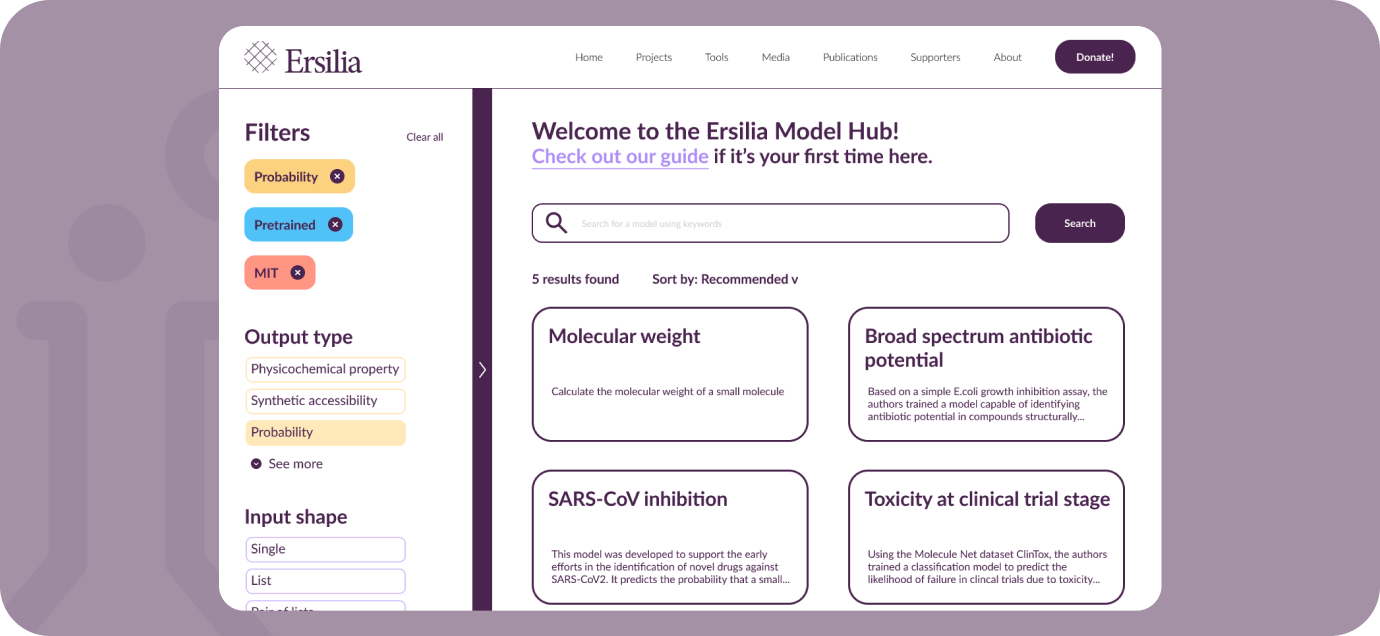 Ersilia
Home Projects Tools Media Publications Supporters About Donate!
Filters
Clear all
Probability
Pretrained
MIT
Output type
Physicochemical property
Synthetic accessibility
Probability
See more
Input shape
Single
List
Pair of lists
Welcome to the Ersilia Model Hub!
Check out our guide if it's your first time here.
Search for a model using keywords
Search
5 results found Sort by: Recommended v
Molecular weight
Calculate the molecular weight of a small molecule
Broad spectrum antibiotic
potential
Based on a simple E.coli growth inhibition assay, the
authors trained a model capable of identifying
antibiotic potential in compounds structurally...
SARS-CoV inhibition
This model was developed to support the early
efforts in the identification of novel drugs against
SARS-CoV2. It predicts the probability that a small...
Toxicity at clinical trial stage
Using the Molecule Net dataset ClinTox, the authors
trained a classification model to predict the
likelihood of failure in clincal trials due to toxicity...